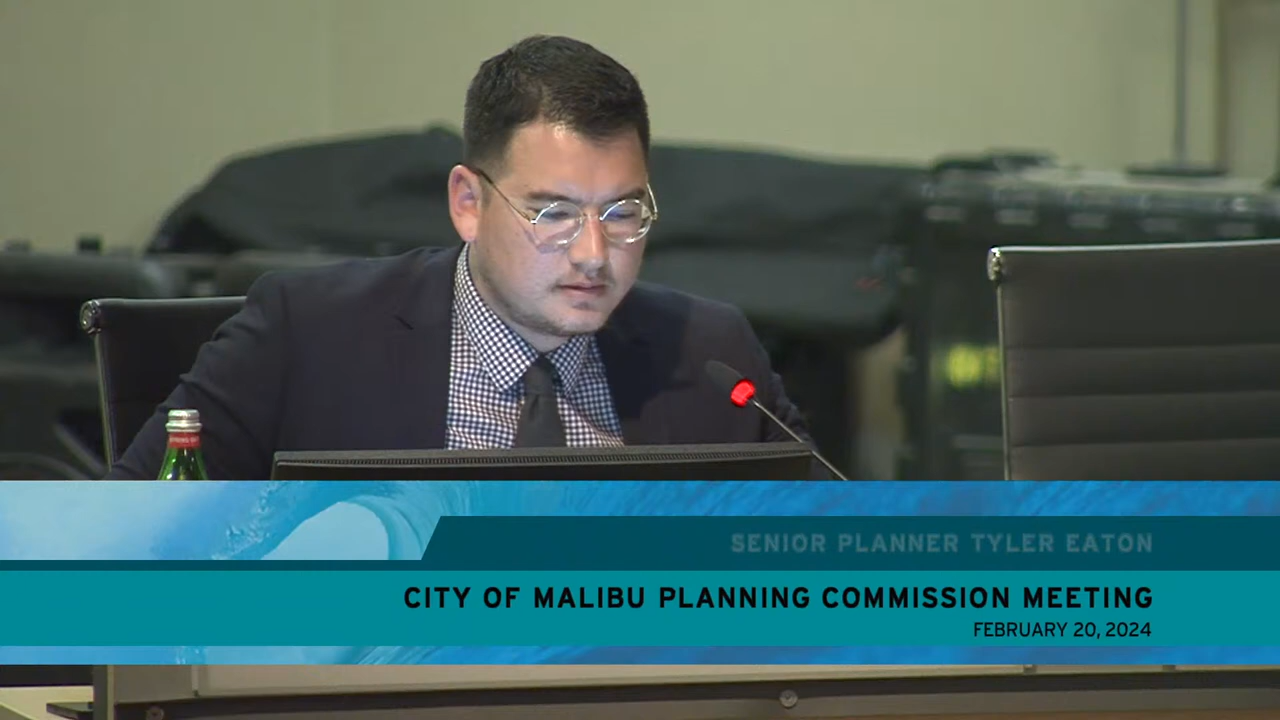 SENIOR PLANNER TYLER EATON
CITY OF MALIBU PLANNING COMMISSION MEETING
FEBRUARY 20, 2024